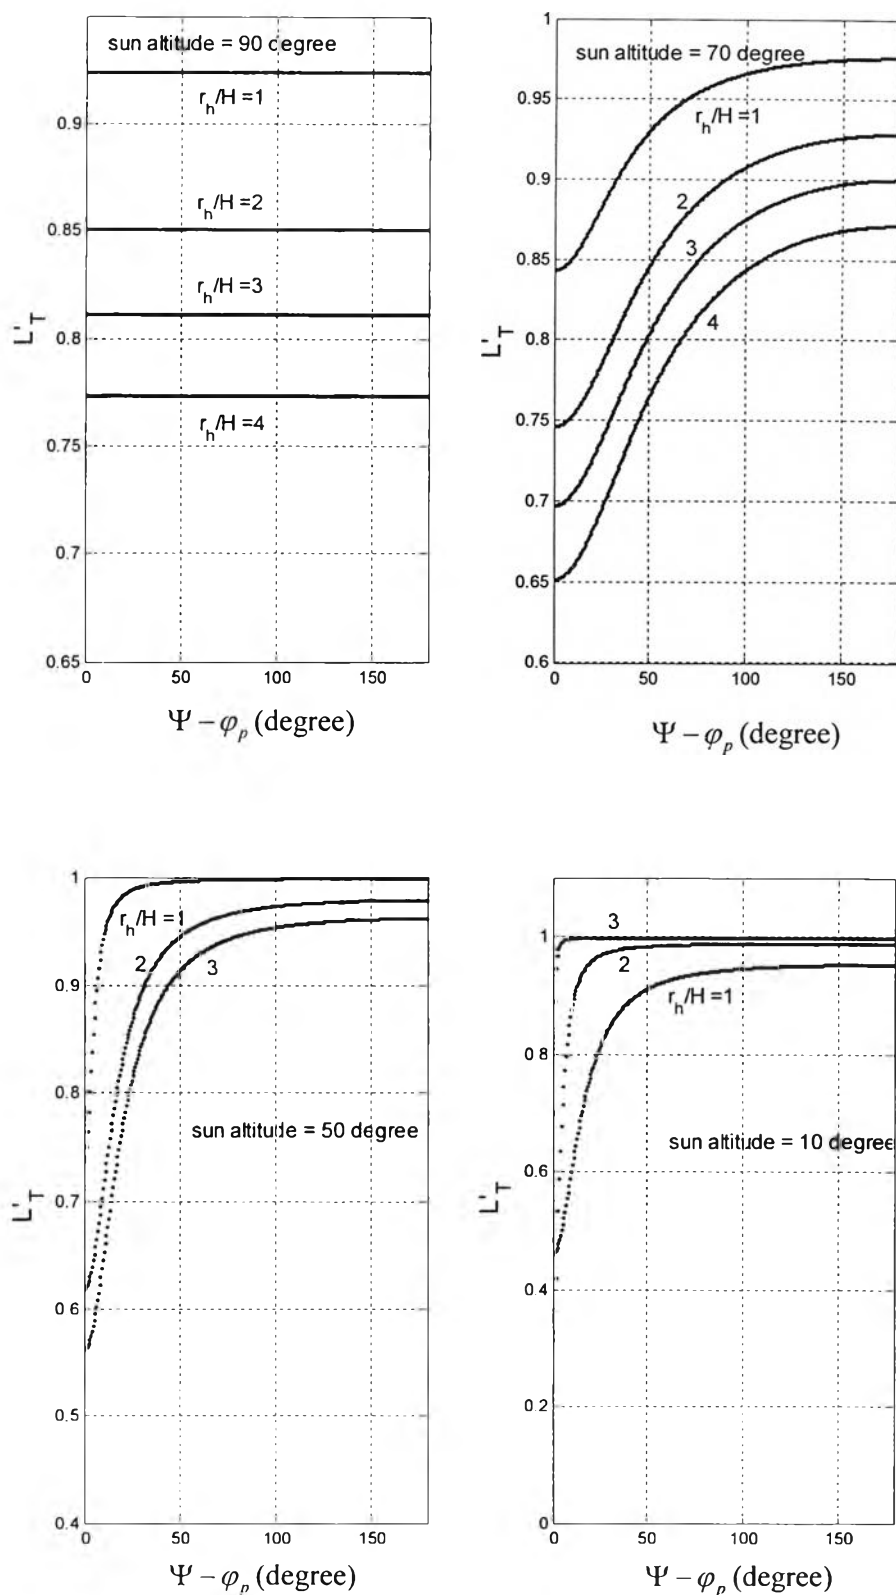 sun altitude = 90 degree
r_h/H =1
0.9
r_h/H =2
0.85
r_h/H =3
0.8
r_h/H =4
0.75
0.7
0.65
L'_T
0 50 100 150
Ψ − φ_p (degree)
1
sun altitude = 70 degree
0.95
r_h/H =1
0.9
2
3
0.85
4
0.8
0.75
0.7
0.65
0.6
L'_T
0 50 100 150
Ψ − φ_p (degree)
1
r_h/H =1
2
3
0.9
0.8
sun altitude = 50 degree
0.7
0.6
0.5
0.4
L'_T
0 50 100 150
Ψ − φ_p (degree)
3
1
2
r_h/H =1
0.8
sun altitude = 10 degree
0.6
0.4
0.2
0
L'_T
0 50 100 150
Ψ − φ_p (degree)